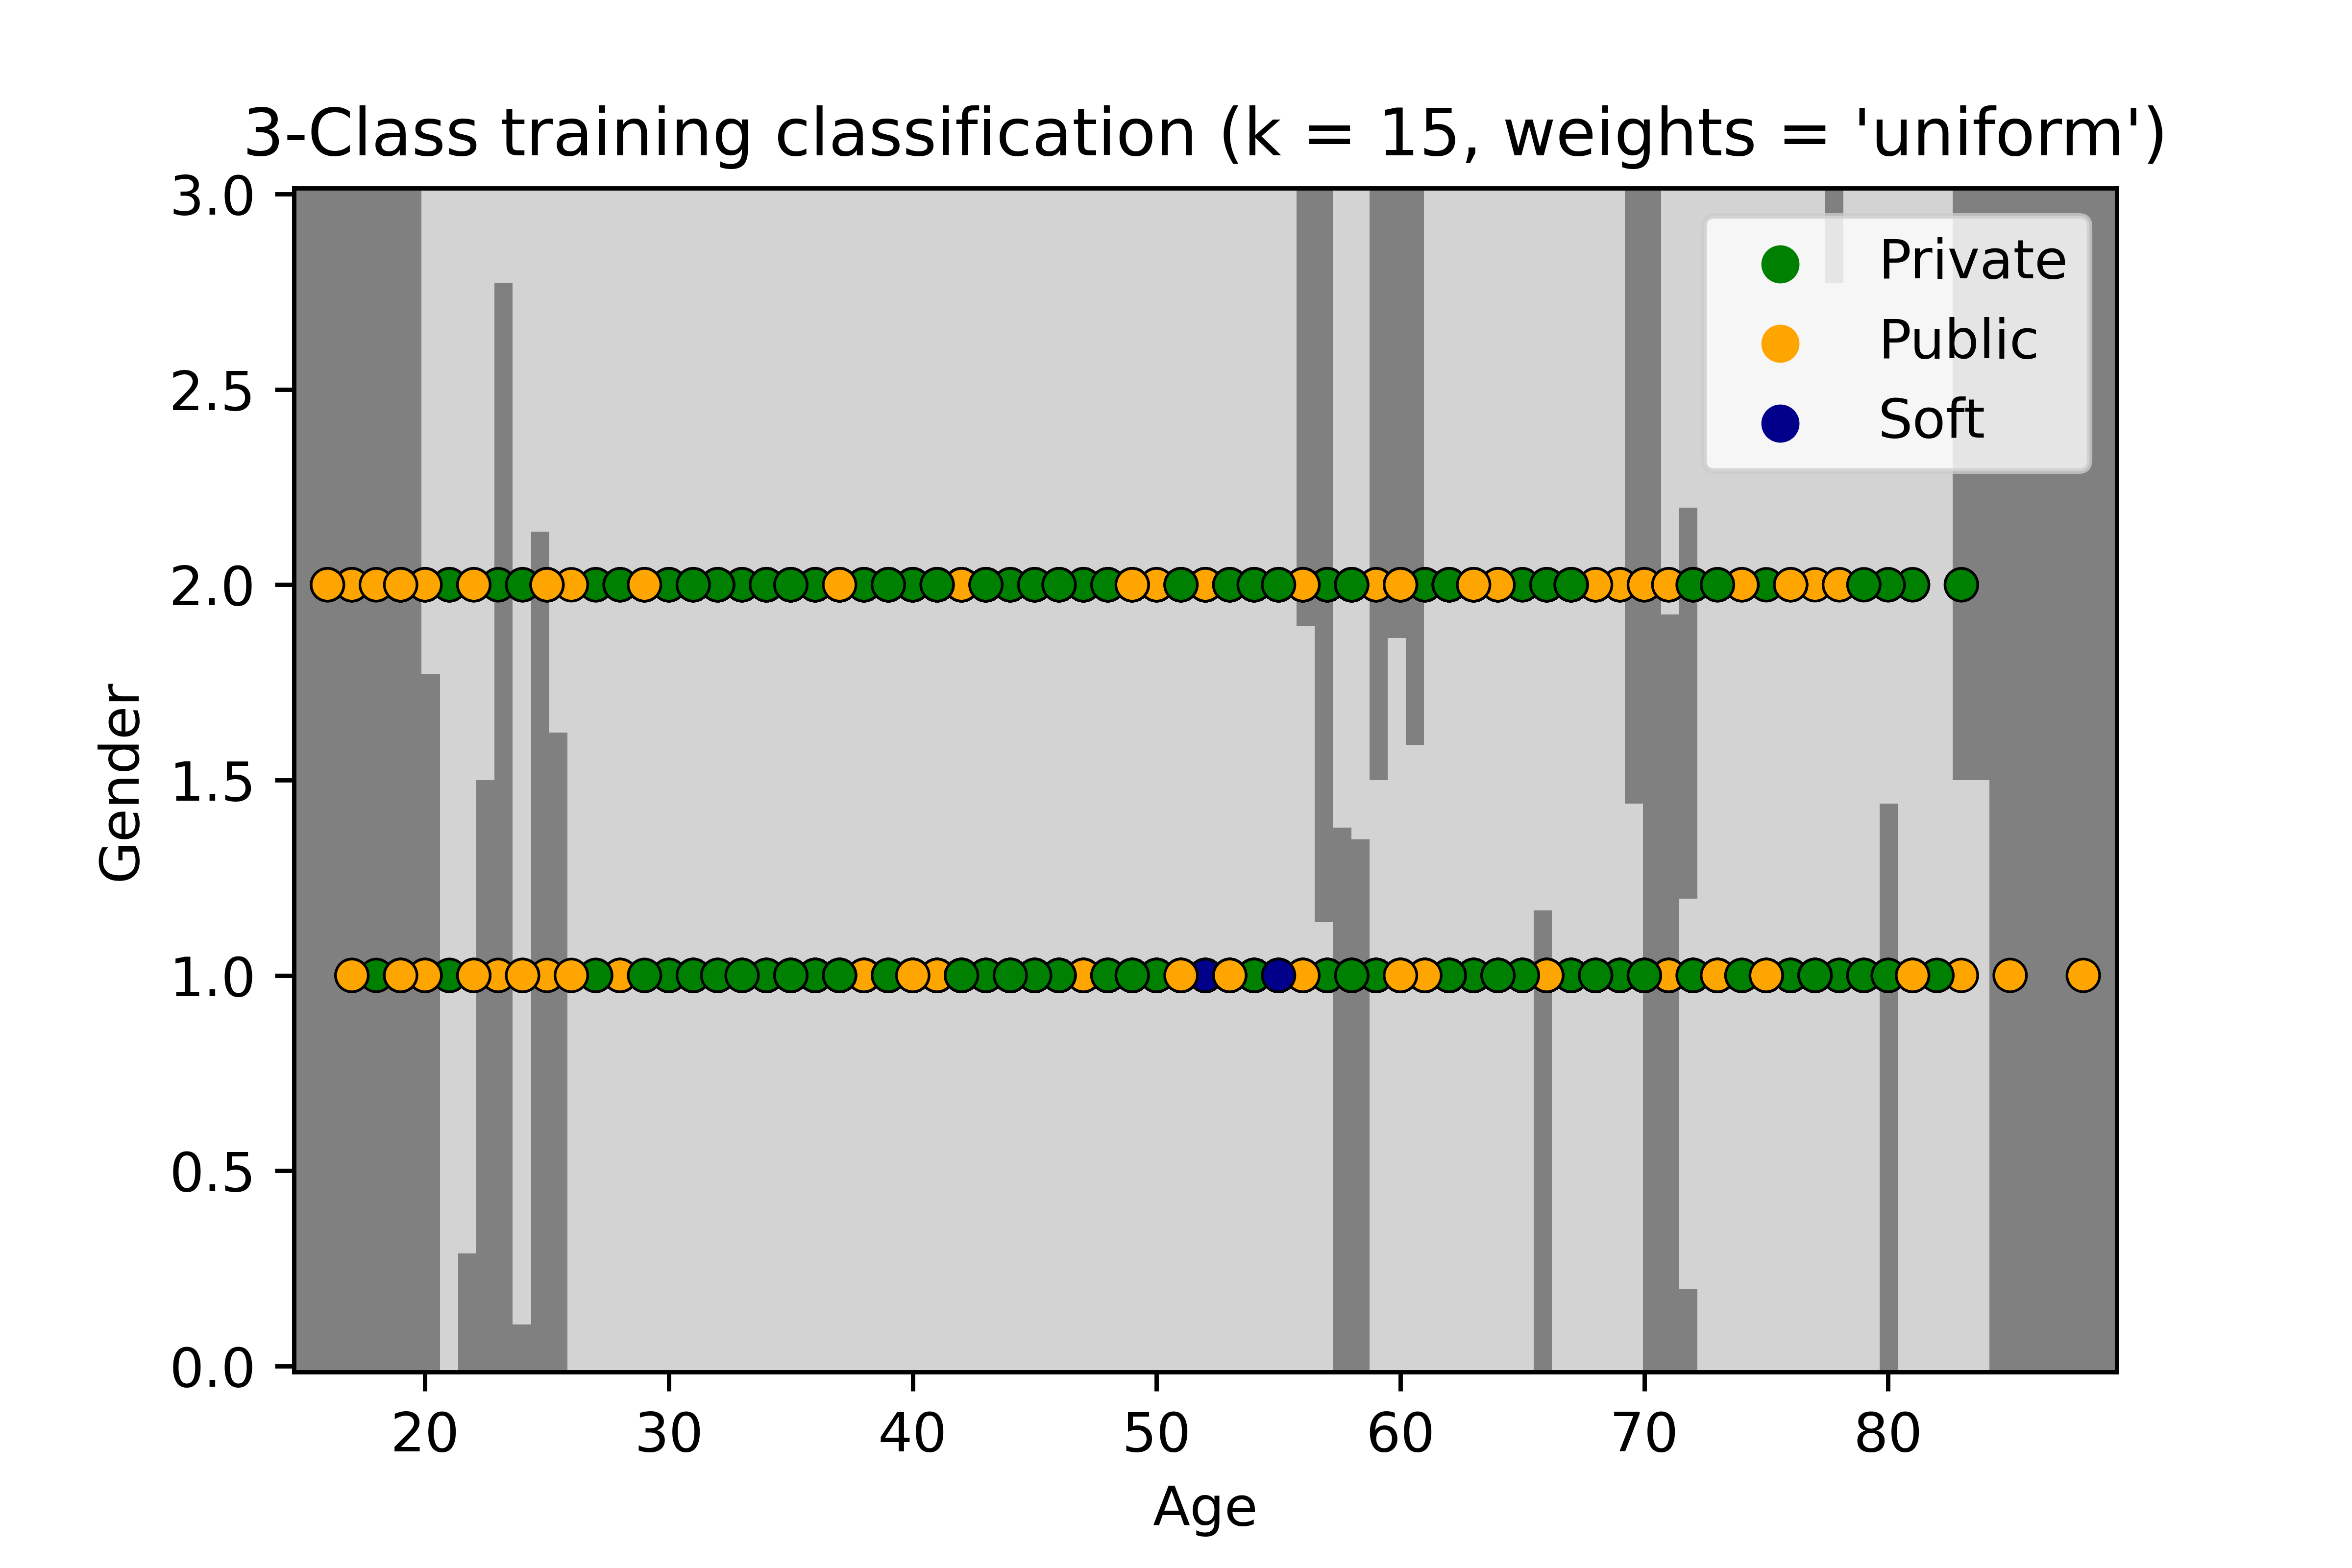 3-Class training classification (k = 15, weights = 'uniform')
3.0
2.5
2.0
1.5
1.0
0.5
0.0
Gender
Private
Public
Soft
20 30 40 50 60 70 80
Age